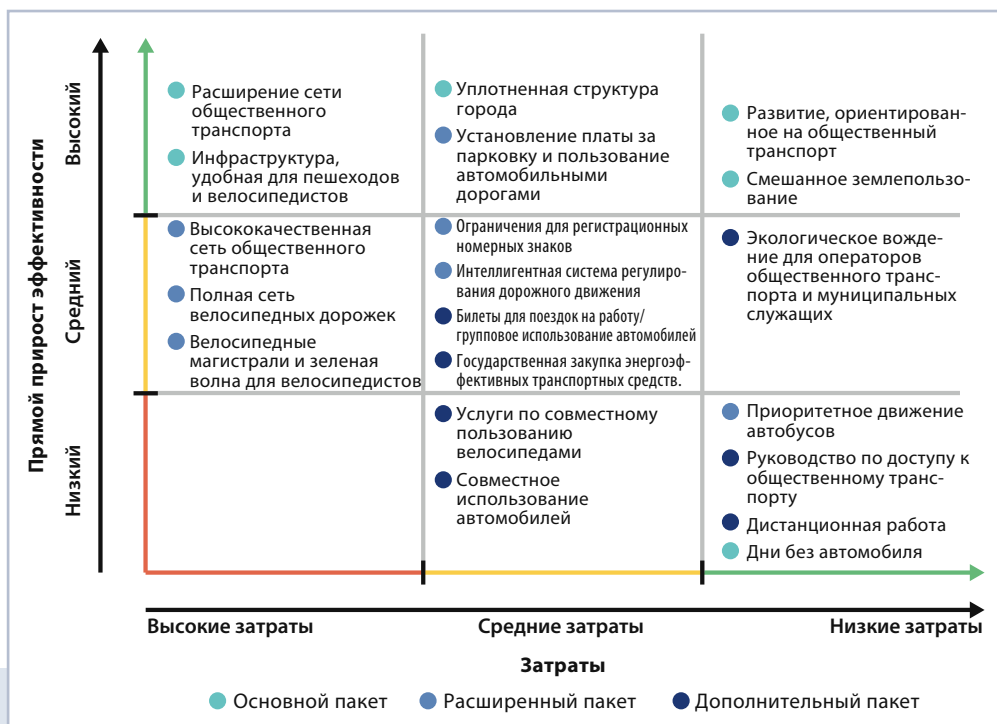 Прямой прирост эффективности
Высокий
Средний
Низкий
Расширение сети
общественного
транспорта
Инфраструктура,
удобная для пешеходов
и велосипедистов
Уплотненная структура
города
Установление платы за
парковку и пользование
автомобильными
дорогами
Развитие, ориентирован-
ное на общественный
транспорт
Смешанное землепользо-
вание
Высококачественная
сеть общественного
транспорта
Полная сеть
велосипедных дорожек
Велосипедные
магистрали и зеленая
волна для велосипедистов
Ограничения для регистрационных
номерных знаков
Интеллигентная система регулиро-
вания дорожного движения
Билеты для поездок на работу/
групповое использование автомобилей
Государственная закупка энергоэф-
фективных транспортных средств.
Экологическое вожде-
ние для операторов
общественного транс-
порта и муниципальных
служащих
Услуги по совместному
пользованию
велосипедами
Совместное
использование
автомобилей
Приоритетное движение
автобусов
Руководство по доступу к
общественному транс-
порту
Дистанционная работа
Дни без автомобиля
Высокие затраты
Средние затраты
Низкие затраты
Затраты
Основной пакет
Расширенный пакет
Дополнительный пакет